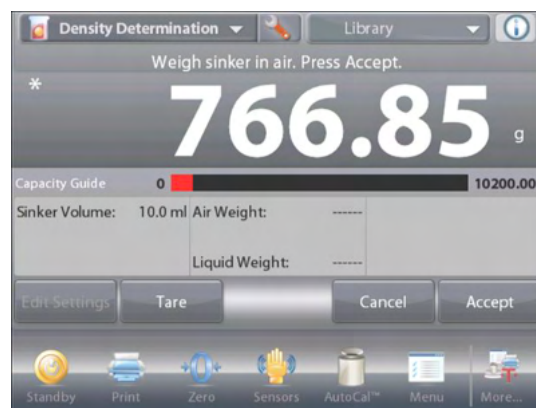 Density Determination
Library
Weigh sinker in air. Press Accept.
*
766.85 g
Capacity Guide 0 10200.00
Sinker Volume: 10.0 ml Air Weight: ------
Liquid Weight: ------
Edit Settings Tare Cancel Accept
Standby Print Zero Sensors AutoCal™ Menu More...